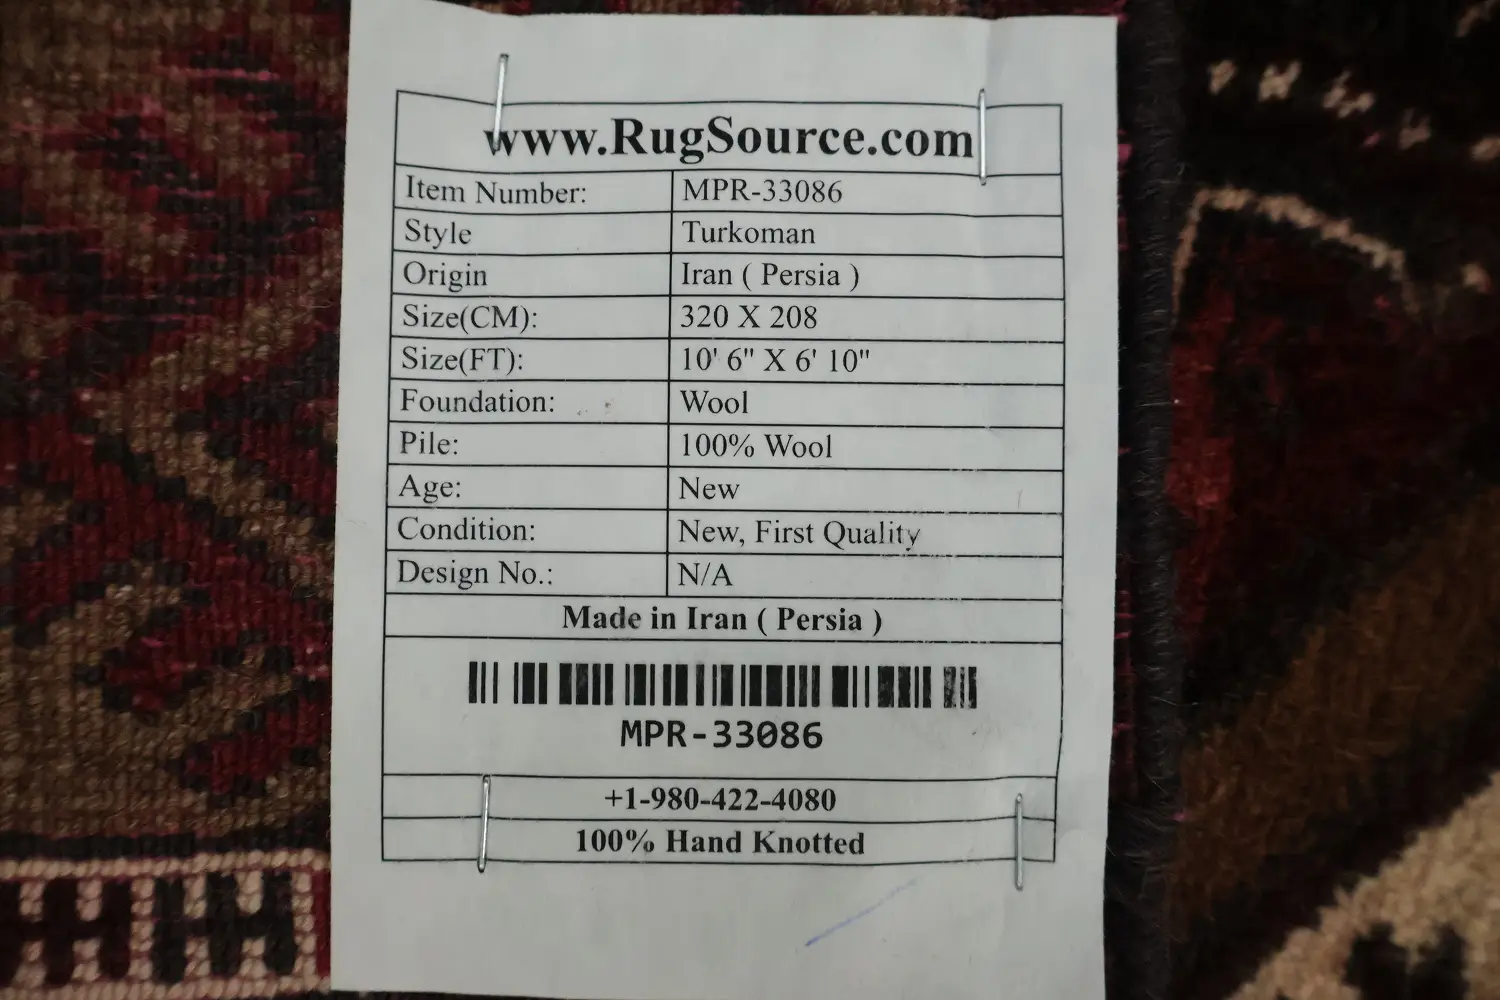 www.RugSource.com
Item Number: MPR-33086
Style Turkoman
Origin Iran ( Persia )
Size(CM): 320 X 208
Size(FT): 10' 6" X 6' 10"
Foundation: Wool
Pile: 100% Wool
Age: New
Condition: New, First Quality
Design No.: N/A
Made in Iran ( Persia )
MPR-33086
+1-980-422-4080
100% Hand Knotted